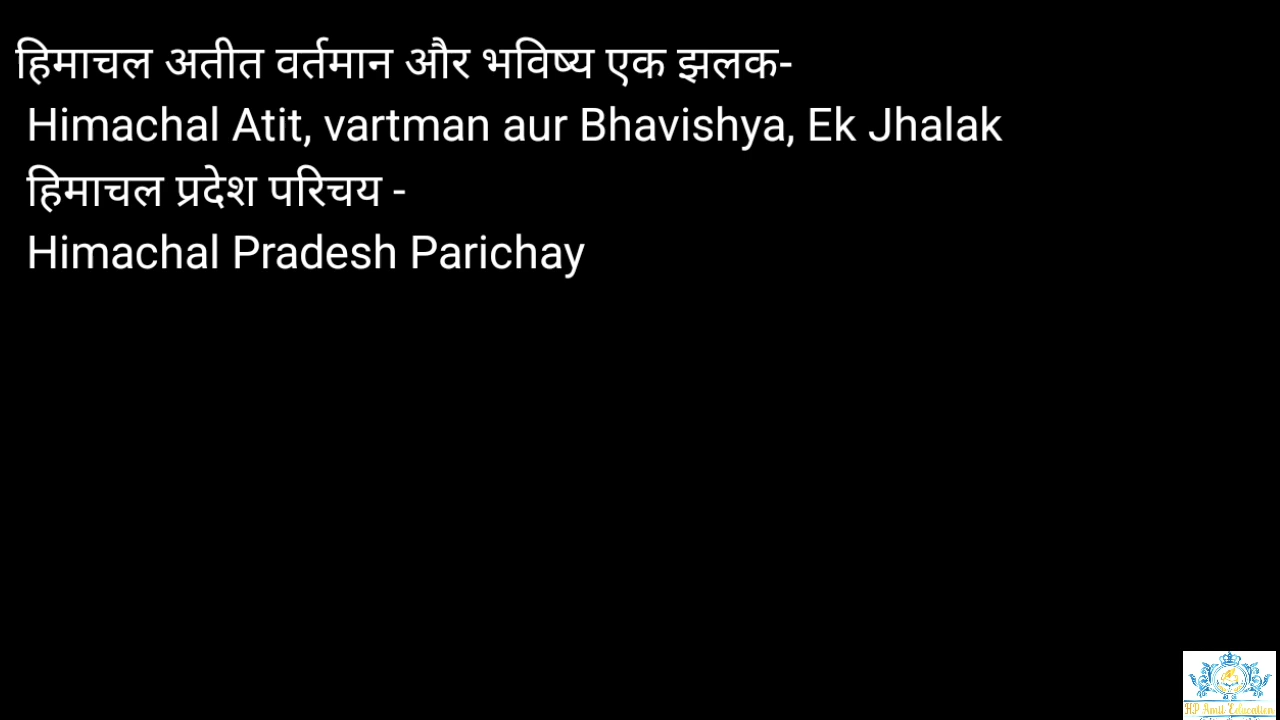 हिमाचल अतीत वर्तमान और भविष्य एक झलक-
Himachal Atit, vartman aur Bhavishya, Ek Jhalak
हिमाचल प्रदेश परिचय -
Himachal Pradesh Parichay
H.P Amit Education